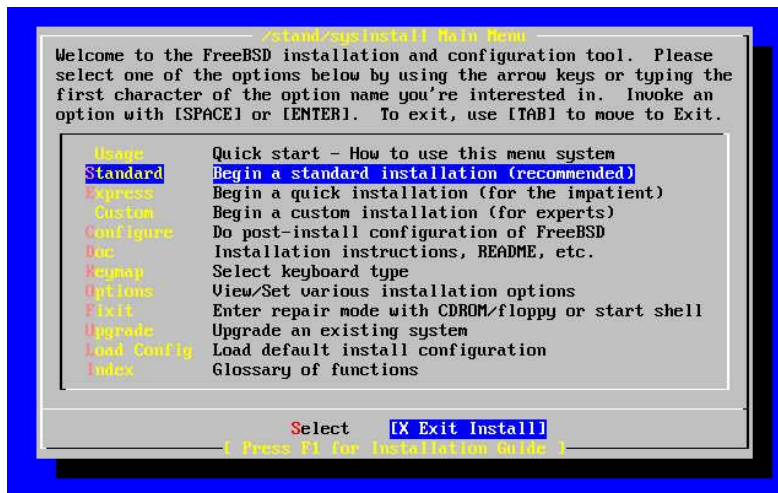 /stand/sysinstall Main Menu
Welcome to the FreeBSD installation and configuration tool.  Please
select one of the options below by using the arrow keys or typing the
first character of the option name you're interested in.  Invoke an
option with [SPACE] or [ENTER].  To exit, use [TAB] to move to Exit.
Usage Quick start - How to use this menu system
Standard Begin a standard installation (recommended)
Express Begin a quick installation (for the impatient)
Custom Begin a custom installation (for experts)
Configure Do post-install configuration of FreeBSD
Doc Installation instructions, README, etc.
Keymap Select keyboard type
Options View/Set various installation options
Fixit Enter repair mode with CDROM/floppy or start shell
Upgrade Upgrade an existing system
Load Config Load default install configuration
Index Glossary of functions
Select [X Exit Install]
[ Press F1 for Installation Guide ]